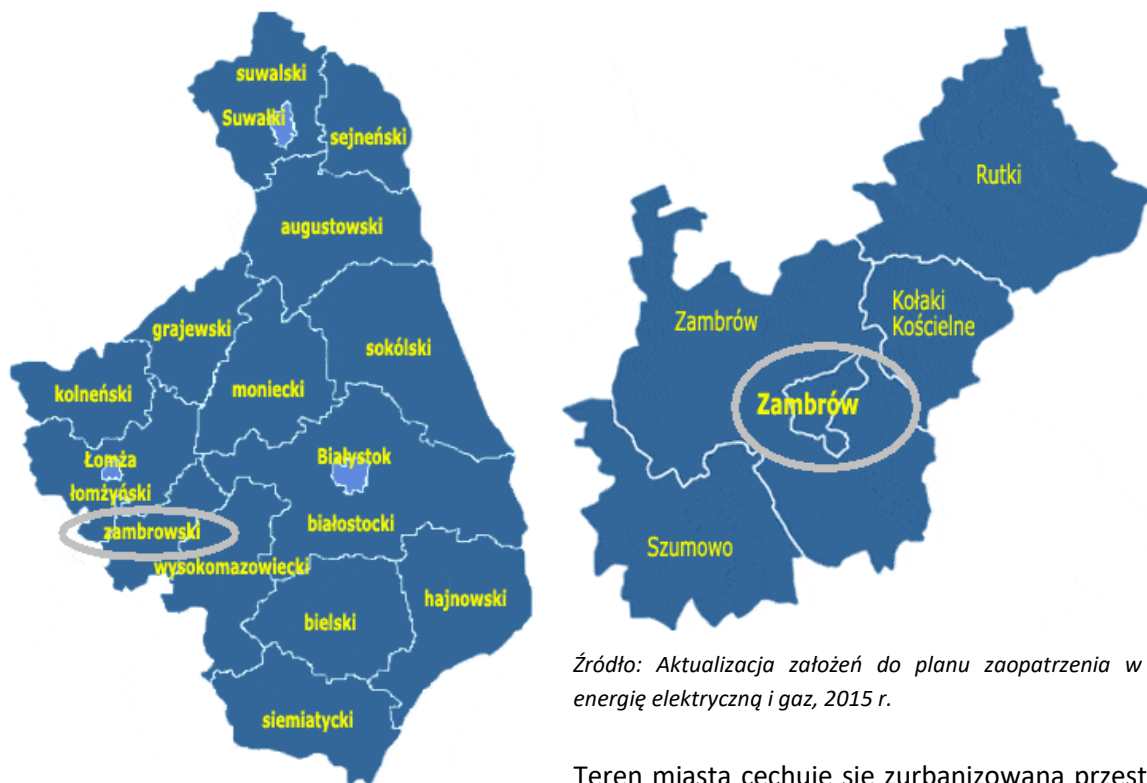 suwalski
Suwałki
sejneński
augustowski
grajewski
sokólski
kolneński
moniecki
Łomża
Białystok
łomżyński
zambrowski
białostocki
wysokomazowiecki
hajnowski
bielski
siemiatycki
Rutki
Kołaki
Kościelne
Zambrów
Zambrów
Szumowo
Źródło: Aktualizacja założeń do planu zaopatrzenia w
energię elektryczną i gaz, 2015 r.
Teren miasta cechuje się zurbanizowaną przest